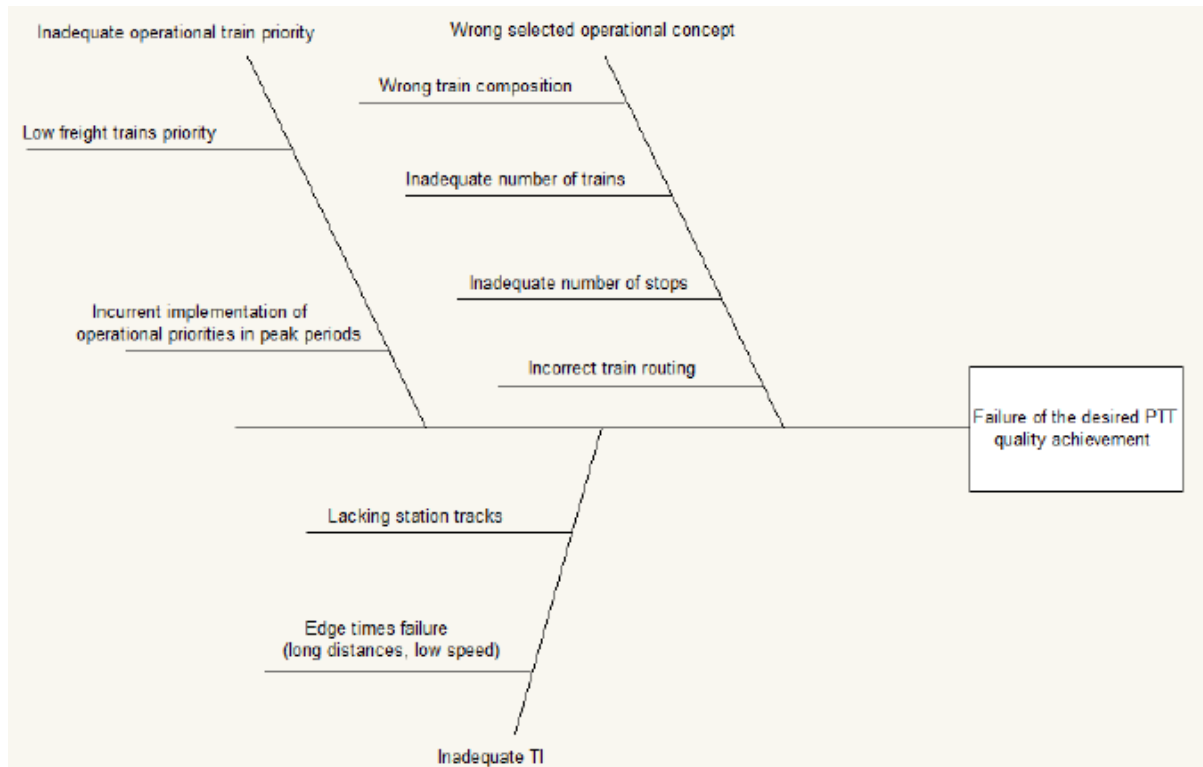 Inadequate operational train priority
Wrong selected operational concept
Wrong train composition
Low freight trains priority
Inadequate number of trains
Inadequate number of stops
Incurrent implementation of
operational priorities in peak periods
Incorrect train routing
Failure of the desired PTT
quality achievement
Lacking station tracks
Edge times failure
(long distances, low speed)
Inadequate TI